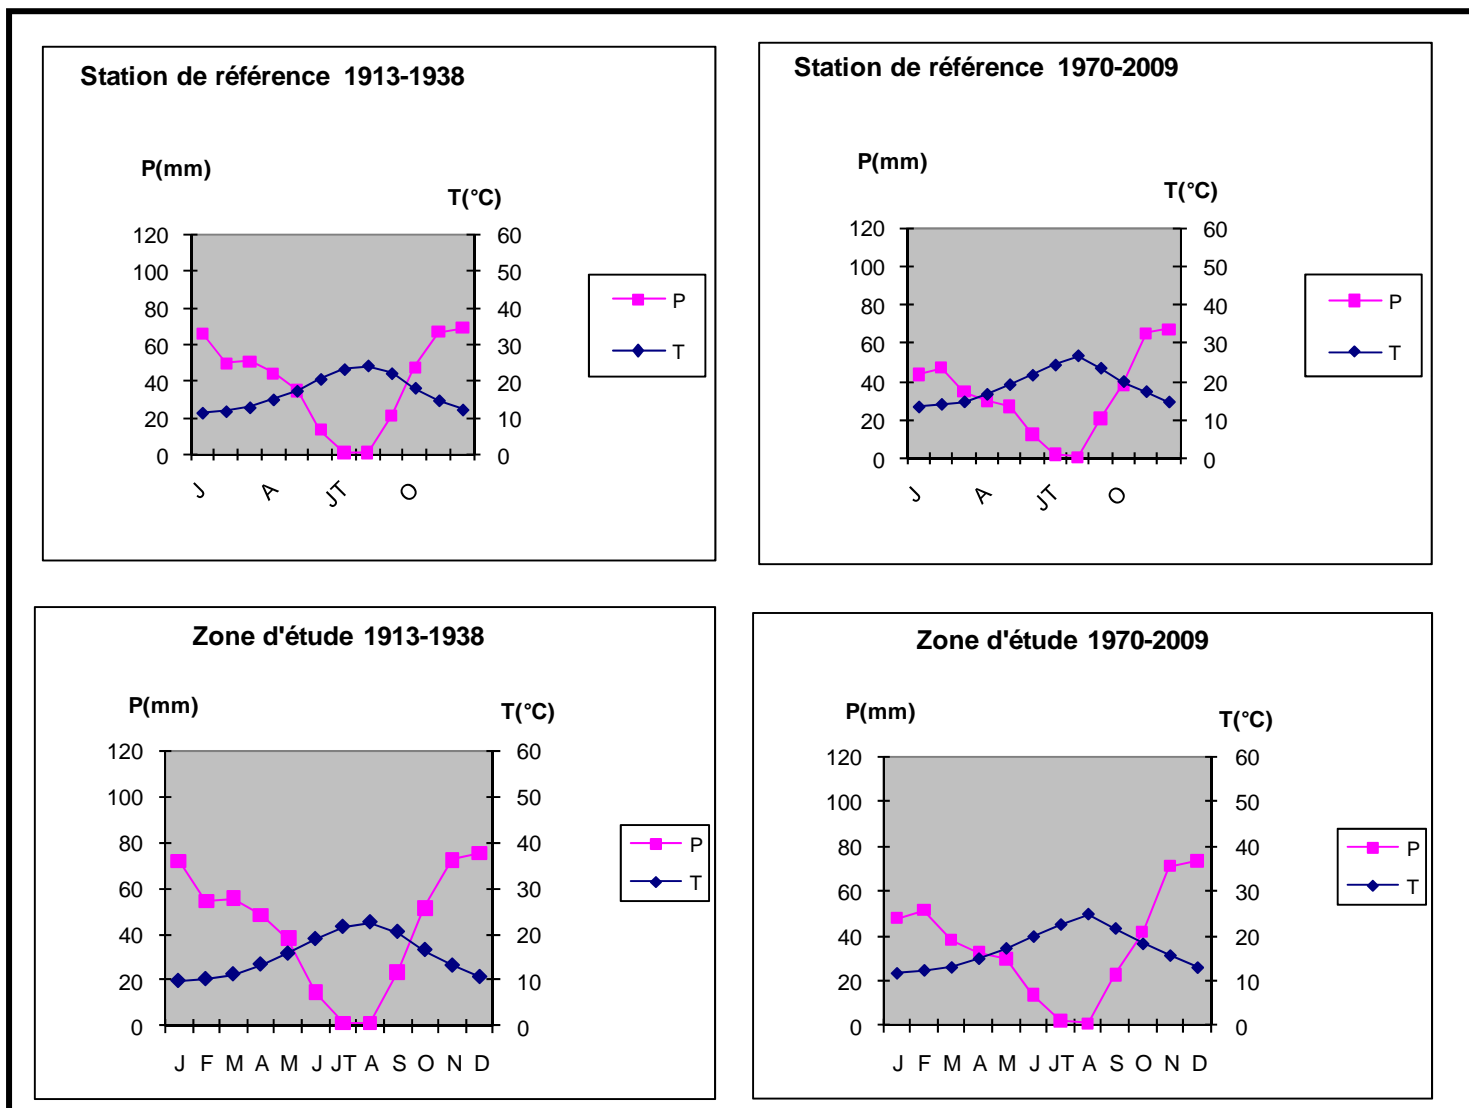 Station de référence 1913-1938
P(mm)
T(°C)
120
100
80
60
40
20
0
60
50
40
30
20
10
0
J
A
JT
O
P
T
Station de référence 1970-2009
P(mm)
T(°C)
120
100
80
60
40
20
0
60
50
40
30
20
10
0
J
A
JT
O
P
T
Zone d'étude 1913-1938
P(mm)
T(°C)
120
100
80
60
40
20
0
60
50
40
30
20
10
0
J F M A M J JT A S O N D
P
T
Zone d'étude 1970-2009
P(mm)
T(°C)
120
100
80
60
40
20
0
60
50
40
30
20
10
0
J F M A M J JT A S O N D
P
T